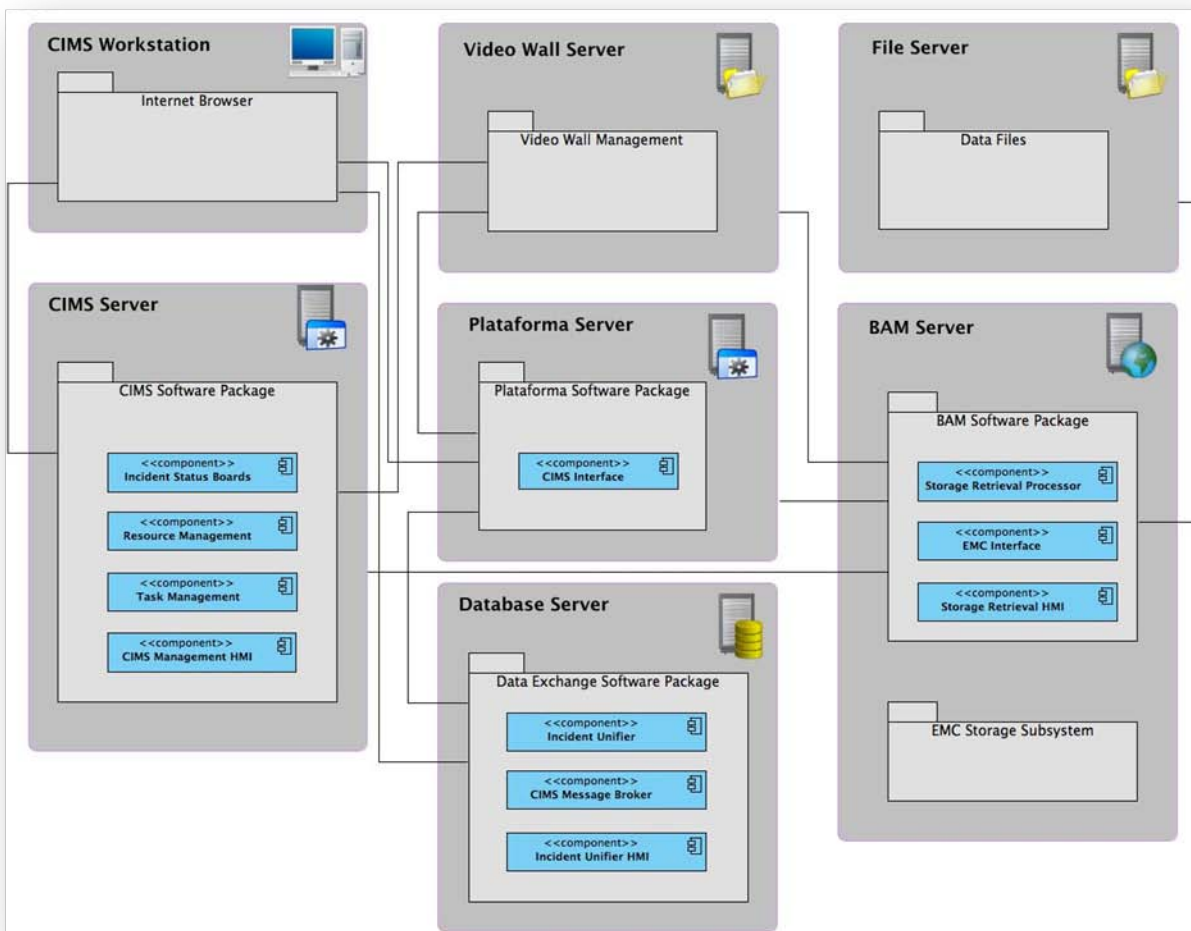 CIMS Workstation
Internet Browser
Video Wall Server
Video Wall Management
File Server
Data Files
CIMS Server
CIMS Software Package
<<component>>
Incident Status Boards
<<component>>
Resource Management
<<component>>
Task Management
<<component>>
CIMS Management HMI
Plataforma Server
Plataforma Software Package
<<component>>
CIMS Interface
BAM Server
BAM Software Package
<<component>>
Storage Retrieval Processor
<<component>>
EMC Interface
<<component>>
Storage Retrieval HMI
EMC Storage Subsystem
Database Server
Data Exchange Software Package
<<component>>
Incident Unifier
<<component>>
CIMS Message Broker
<<component>>
Incident Unifier HMI